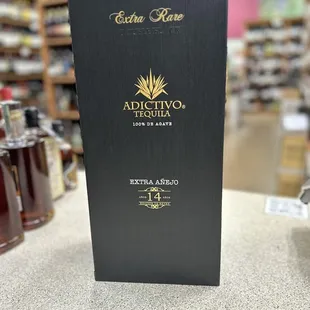 Extra Rare
ADICTIVO®
TEQUILA
100% DE AGAVE
EXTRA AÑEJO
14